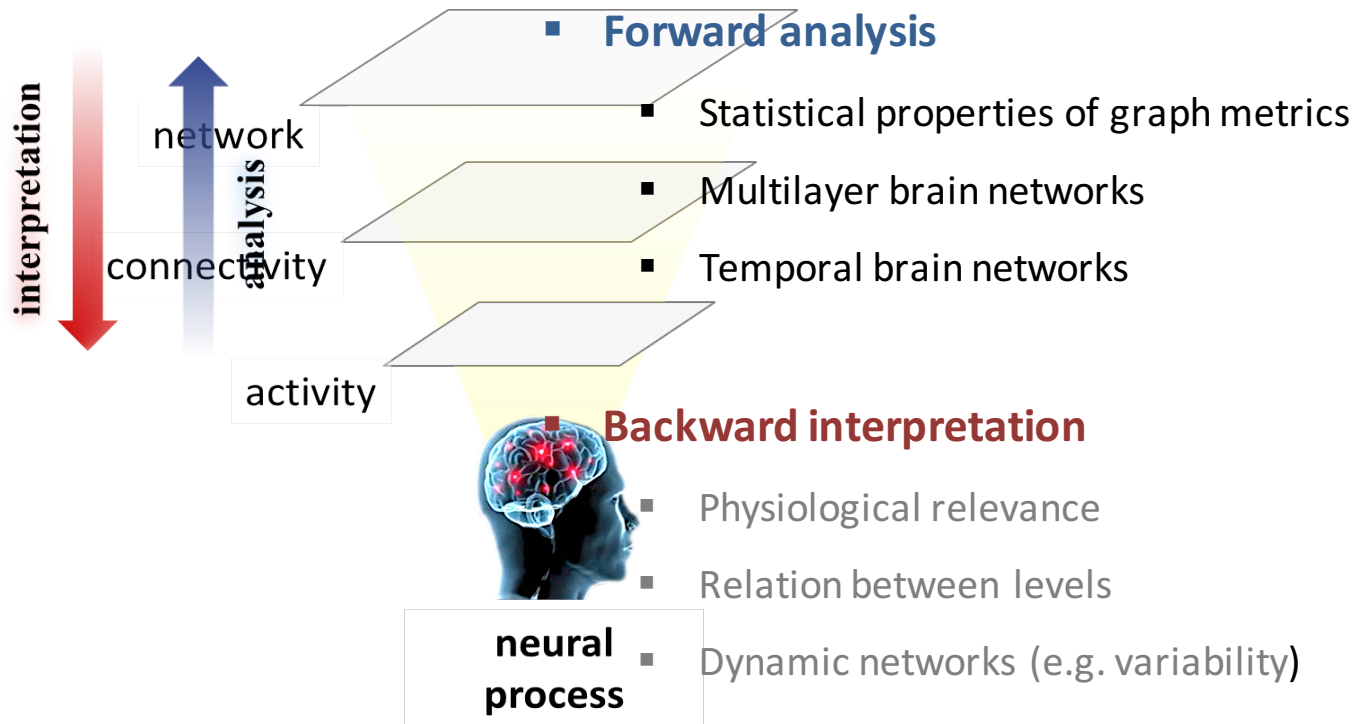 ▪ Forward analysis
▪ Statistical properties of graph metrics
▪ Multilayer brain networks
▪ Temporal brain networks
interpretation
analysis
network
connectivity
activity
▪ Backward interpretation
▪ Physiological relevance
▪ Relation between levels
▪ Dynamic networks (e.g. variability)
neural
process